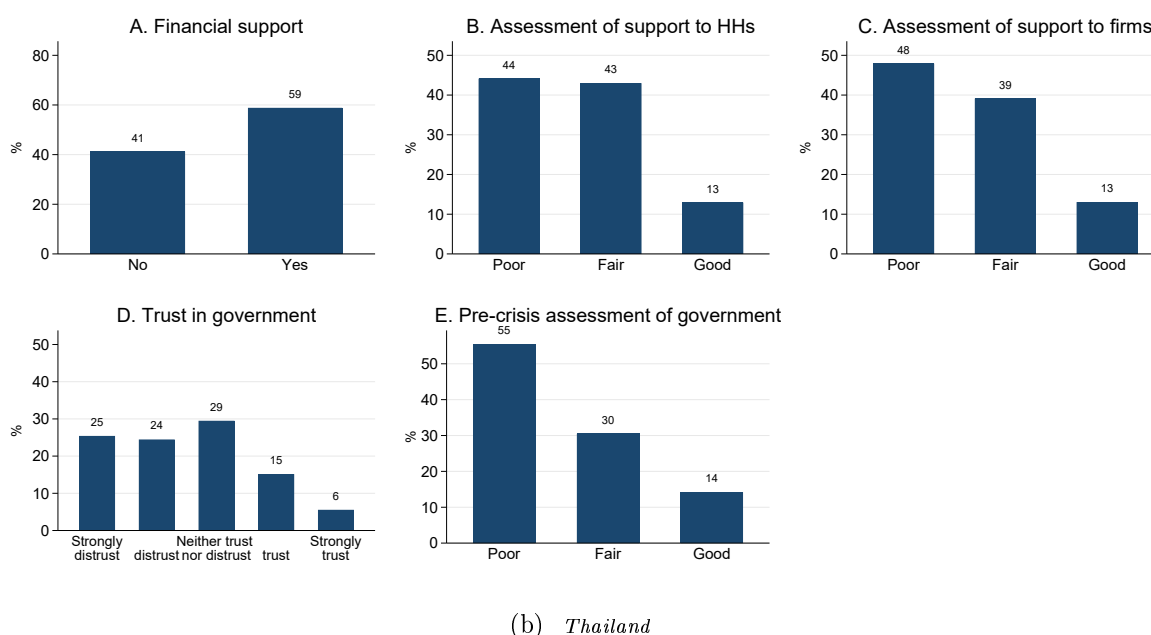 A. Financial support
80
60
40
20
0
%
41
59
No
Yes
B. Assessment of support to HHs
50
40
30
20
10
0
%
44
43
13
Poor
Fair
Good
C. Assessment of support to firms
50
40
30
20
10
0
%
48
39
13
Poor
Fair
Good
D. Trust in government
50
40
30
20
10
0
%
25
24
29
15
6
Strongly
distrust
distrust
Neither trust
nor distrust
trust
Strongly
trust
E. Pre-crisis assessment of government
50
40
30
20
10
0
%
55
30
14
Poor
Fair
Good
(b) Thailand